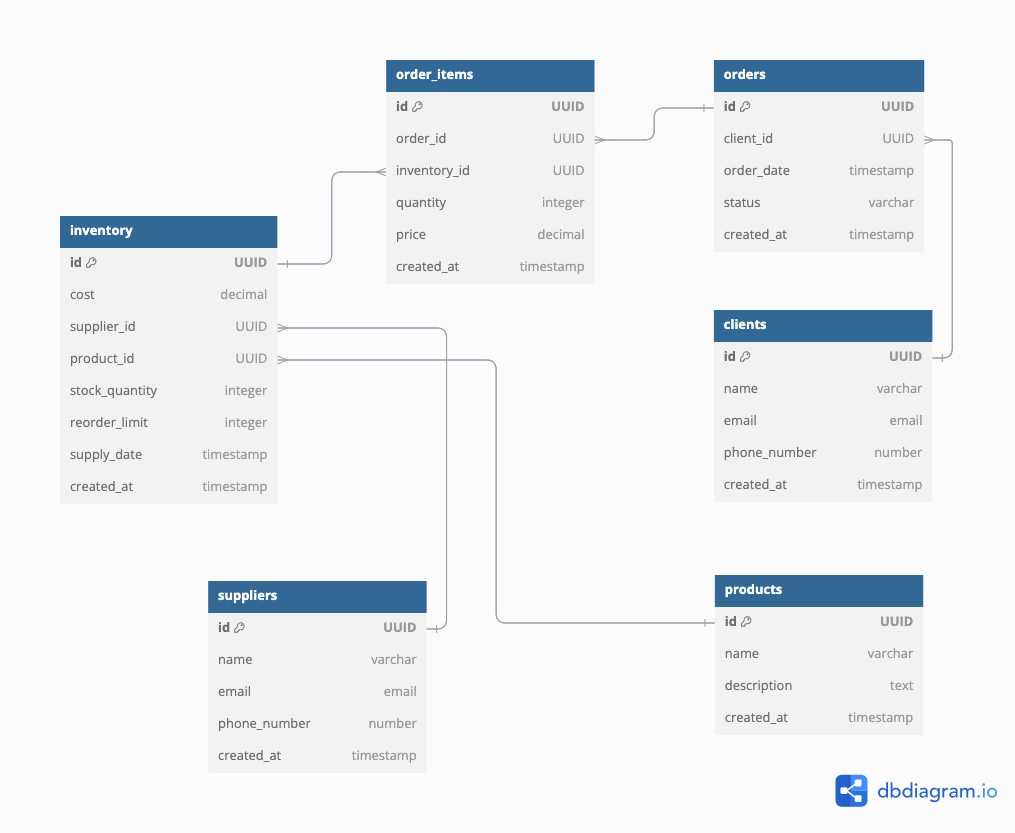 order_items
id UUID
order_id UUID
inventory_id UUID
quantity integer
price decimal
created_at timestamp
orders
id UUID
client_id UUID
order_date timestamp
status varchar
created_at timestamp
inventory
id UUID
cost decimal
supplier_id UUID
product_id UUID
stock_quantity integer
reorder_limit integer
supply_date timestamp
created_at timestamp
clients
id UUID
name varchar
email email
phone_number number
created_at timestamp
suppliers
id UUID
name varchar
email email
phone_number number
created_at timestamp
products
id UUID
name varchar
description text
created_at timestamp
dbdiagram.io